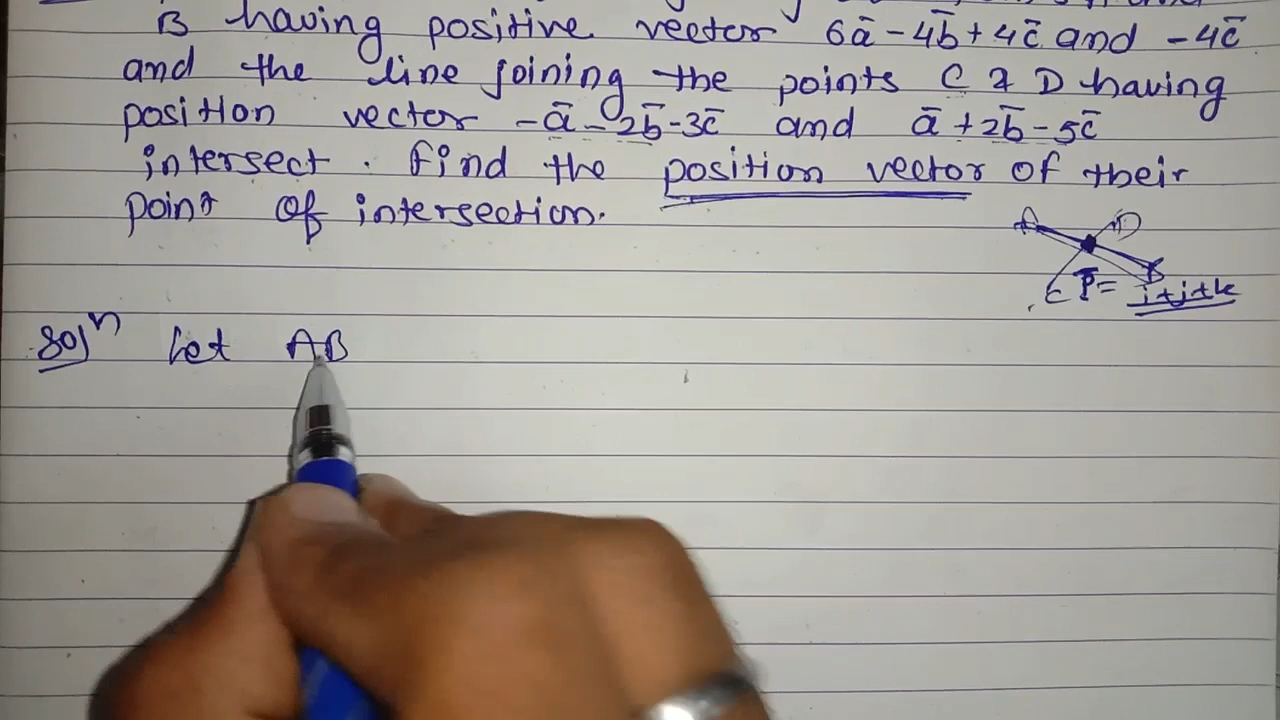 B having positive vector 6ā - 4b̄ + 4c̄ and -4c̄
and the line joining the points C & D having
position vector -ā - 2b̄ - 3c̄ and ā + 2b̄ - 5c̄
intersect. find the position vector of their
point of intersection.
A D
B
C P̄ = i+j+k
Solⁿ Let AB